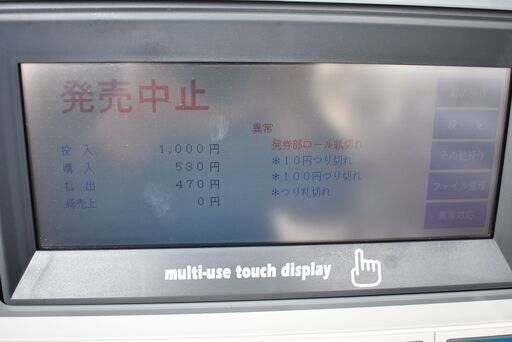 発売中止
異常
投入 1,000円
購入 530円
払出 470円
総売上 0円
発券部ロール紙切れ
*10円つり切れ
*100円つり切れ
*つり札切れ
設定
その他操作
ファイル管理
異常対応
multi-use touch display